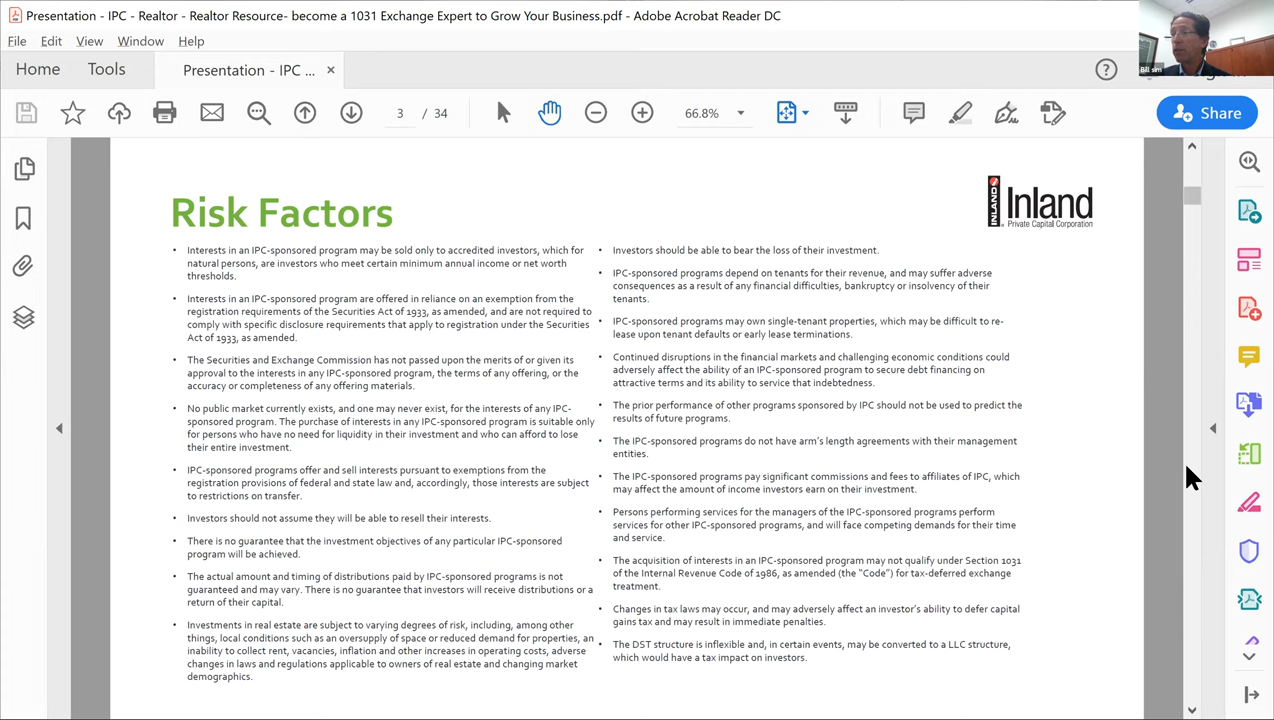 Presentation - IPC - Realtor - Realtor Resource- become a 1031 Exchange Expert to Grow Your Business.pdf - Adobe Acrobat Reader DC
File Edit View Window Help
Home Tools Presentation - IPC ... ×
Bill sim
3 / 34 66.8% Share
Risk Factors
INLAND Inland
Private Capital Corporation
• Interests in an IPC-sponsored program may be sold only to accredited investors, which for
natural persons, are investors who meet certain minimum annual income or net worth
thresholds.
• Interests in an IPC-sponsored program are offered in reliance on an exemption from the
registration requirements of the Securities Act of 1933, as amended, and are not required to
comply with specific disclosure requirements that apply to registration under the Securities
Act of 1933, as amended.
• The Securities and Exchange Commission has not passed upon the merits of or given its
approval to the interests in any IPC-sponsored program, the terms of any offering, or the
accuracy or completeness of any offering materials.
• No public market currently exists, and one may never exist, for the interests of any IPC-
sponsored program. The purchase of interests in any IPC-sponsored program is suitable only
for persons who have no need for liquidity in their investment and who can afford to lose
their entire investment.
• IPC-sponsored programs offer and sell interests pursuant to exemptions from the
registration provisions of federal and state law and, accordingly, those interests are subject
to restrictions on transfer.
• Investors should not assume they will be able to resell their interests.
• There is no guarantee that the investment objectives of any particular IPC-sponsored
program will be achieved.
• The actual amount and timing of distributions paid by IPC-sponsored programs is not
guaranteed and may vary. There is no guarantee that investors will receive distributions or a
return of their capital.
• Investments in real estate are subject to varying degrees of risk, including, among other
things, local conditions such as an oversupply of space or reduced demand for properties, an
inability to collect rent, vacancies, inflation and other increases in operating costs, adverse
changes in laws and regulations applicable to owners of real estate and changing market
demographics.
• Investors should be able to bear the loss of their investment.
• IPC-sponsored programs depend on tenants for their revenue, and may suffer adverse
consequences as a result of any financial difficulties, bankruptcy or insolvency of their
tenants.
• IPC-sponsored programs may own single-tenant properties, which may be difficult to re-
lease upon tenant defaults or early lease terminations.
• Continued disruptions in the financial markets and challenging economic conditions could
adversely affect the ability of an IPC-sponsored program to secure debt financing on
attractive terms and its ability to service that indebtedness.
• The prior performance of other programs sponsored by IPC should not be used to predict the
results of future programs.
• The IPC-sponsored programs do not have arm's length agreements with their management
entities.
• The IPC-sponsored programs pay significant commissions and fees to affiliates of IPC, which
may affect the amount of income investors earn on their investment.
• Persons performing services for the managers of the IPC-sponsored programs perform
services for other IPC-sponsored programs, and will face competing demands for their time
and service.
• The acquisition of interests in an IPC-sponsored program may not qualify under Section 1031
of the Internal Revenue Code of 1986, as amended (the "Code") for tax-deferred exchange
treatment.
• Changes in tax laws may occur, and may adversely affect an investor's ability to defer capital
gains tax and may result in immediate penalties.
• The DST structure is inflexible and, in certain events, may be converted to a LLC structure,
which would have a tax impact on investors.